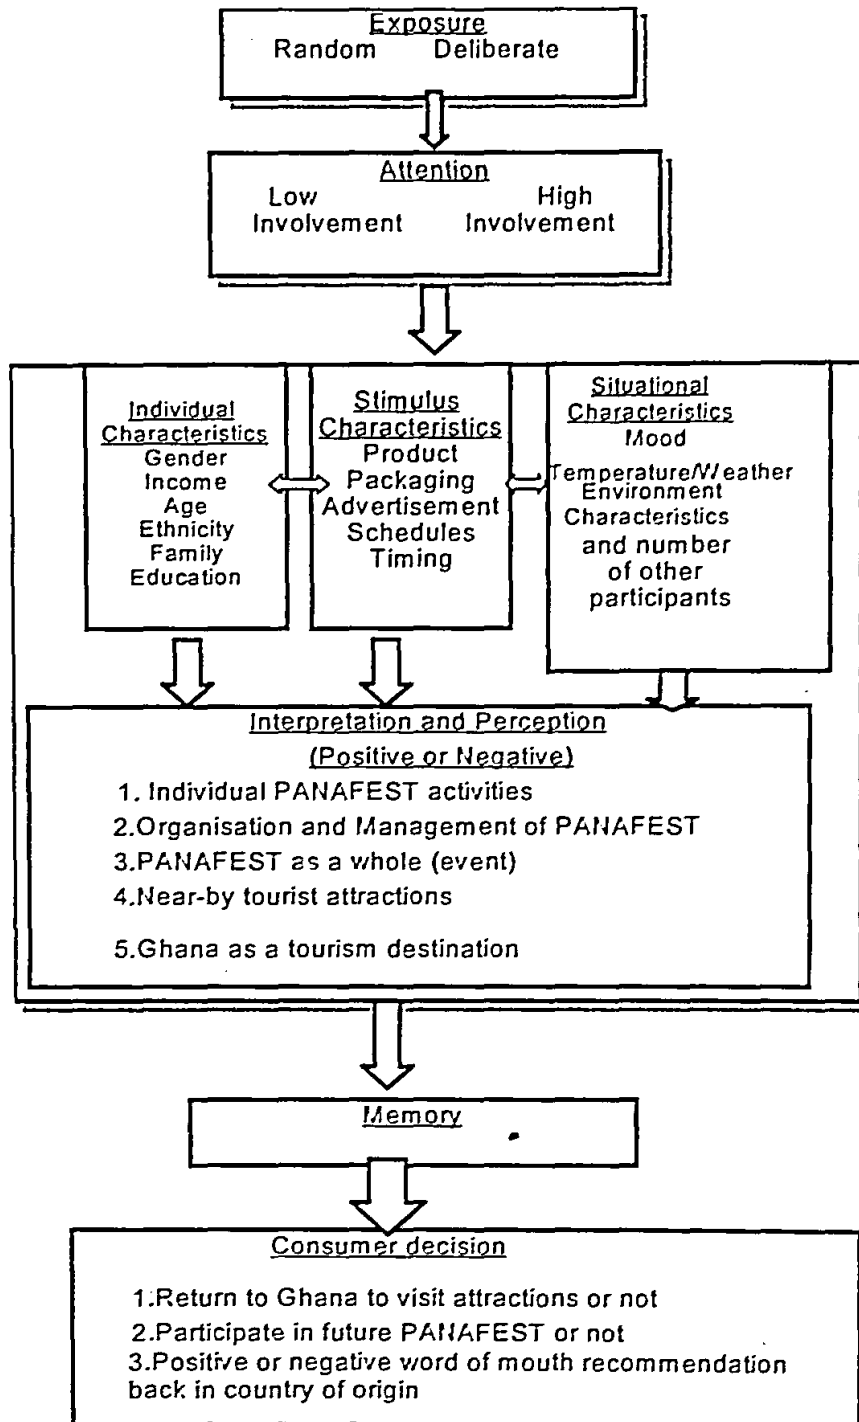 Exposure
Random Deliberate
Attention
Low High
Involvement Involvement
Individual
Characteristics
Gender
Income
Age
Ethnicity
Family
Education
Stimulus
Characteristics
Product
Packaging
Advertisement
Schedules
Timing
Situational
Characteristics
Mood
Temperature/Weather
Environment
Characteristics
and number
of other
participants
Interpretation and Perception
(Positive or Negative)
1. Individual PANAFEST activities
2.Organisation and Management of PANAFEST
3.PANAFEST as a whole (event)
4.Near-by tourist attractions
5.Ghana as a tourism destination
Memory
Consumer decision
1.Return to Ghana to visit attractions or not
2.Participate in future PANAFEST or not
3.Positive or negative word of mouth recommendation
back in country of origin